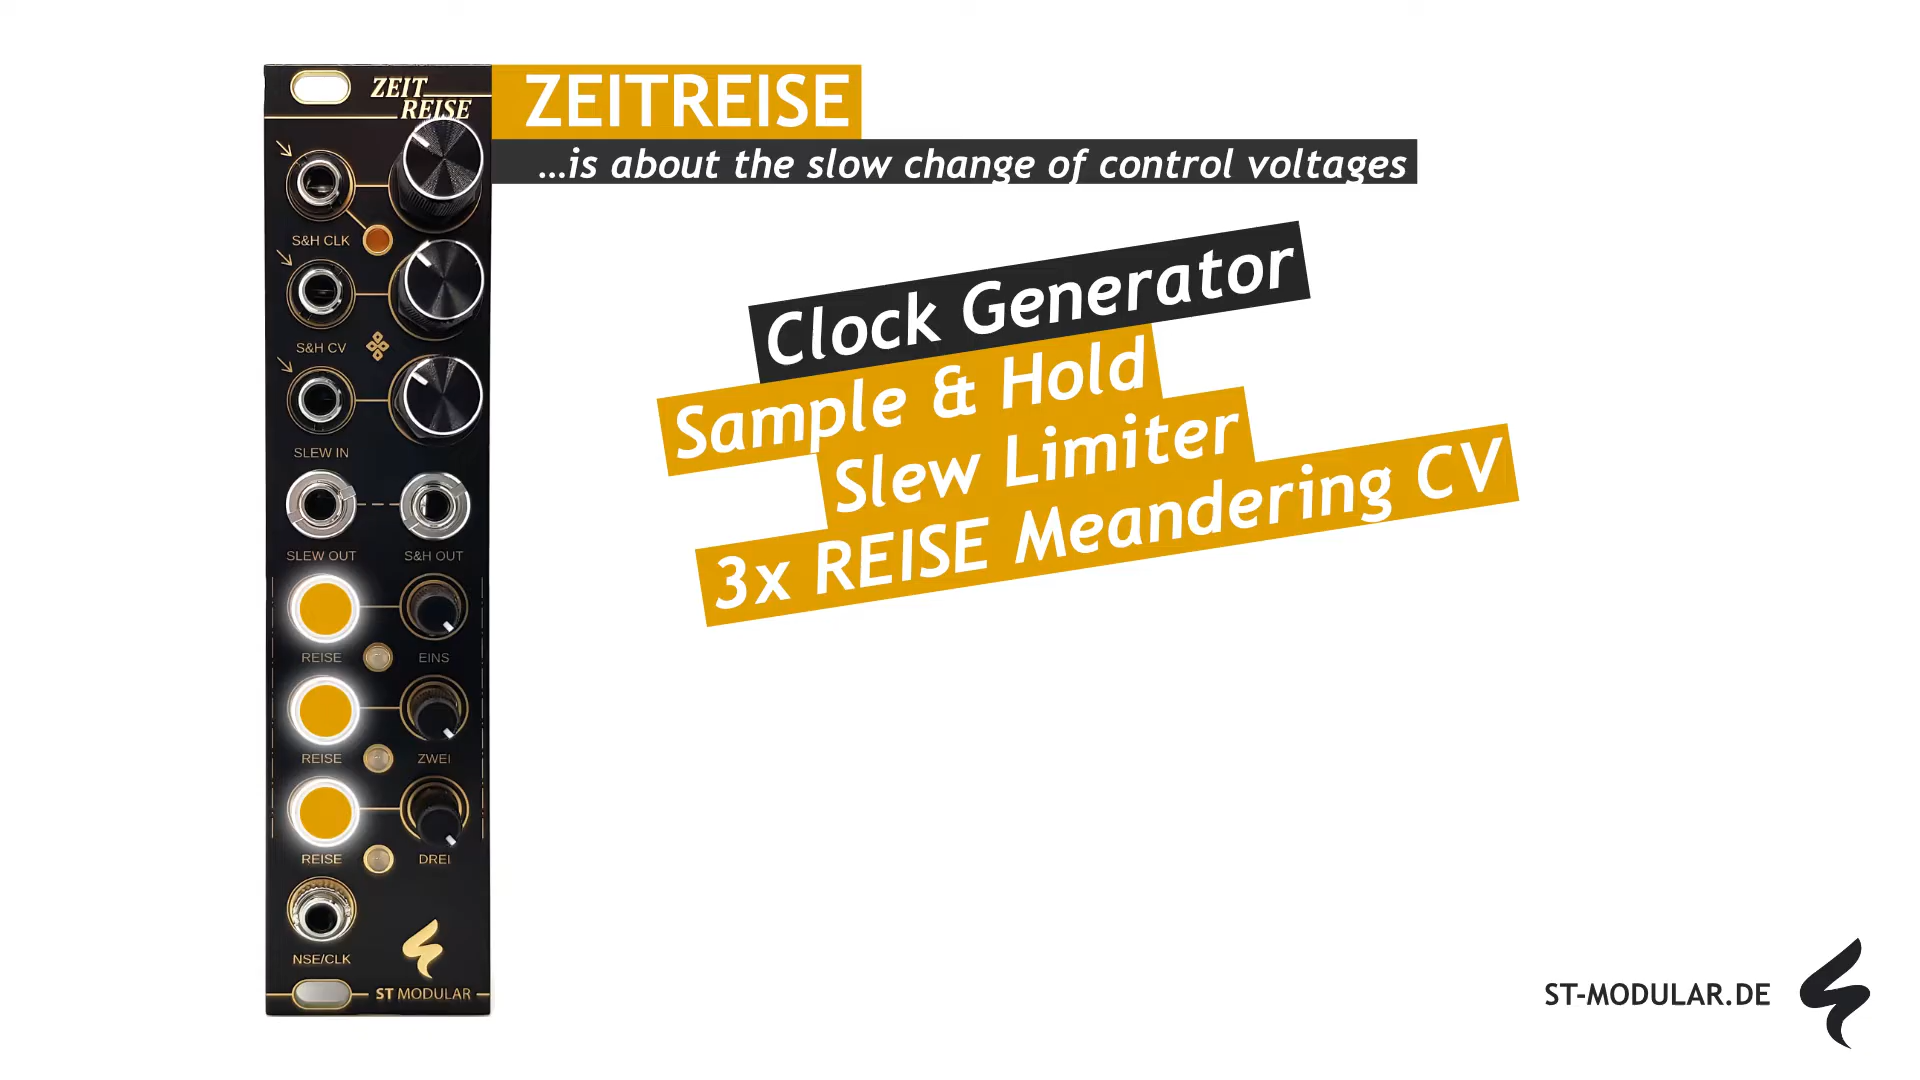 ZEIT
REISE
ZEITREISE
...is about the slow change of control voltages
Clock Generator
Sample & Hold
Slew Limiter
3x REISE Meandering CV
S&H CLK
S&H CV
SLEW IN
SLEW OUT
S&H OUT
REISE
EINS
REISE
ZWEI
REISE
DREI
NSE/CLK
ST MODULAR
ST-MODULAR.DE